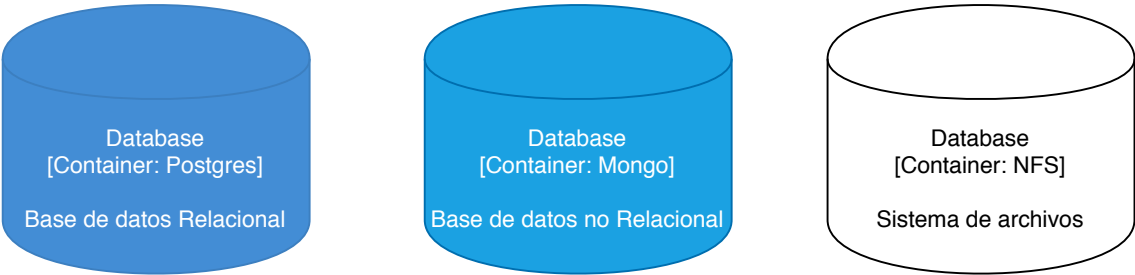 Database
[Container: Postgres]
Base de datos Relacional
Database
[Container: Mongo]
Base de datos no Relacional
Database
[Container: NFS]
Sistema de archivos